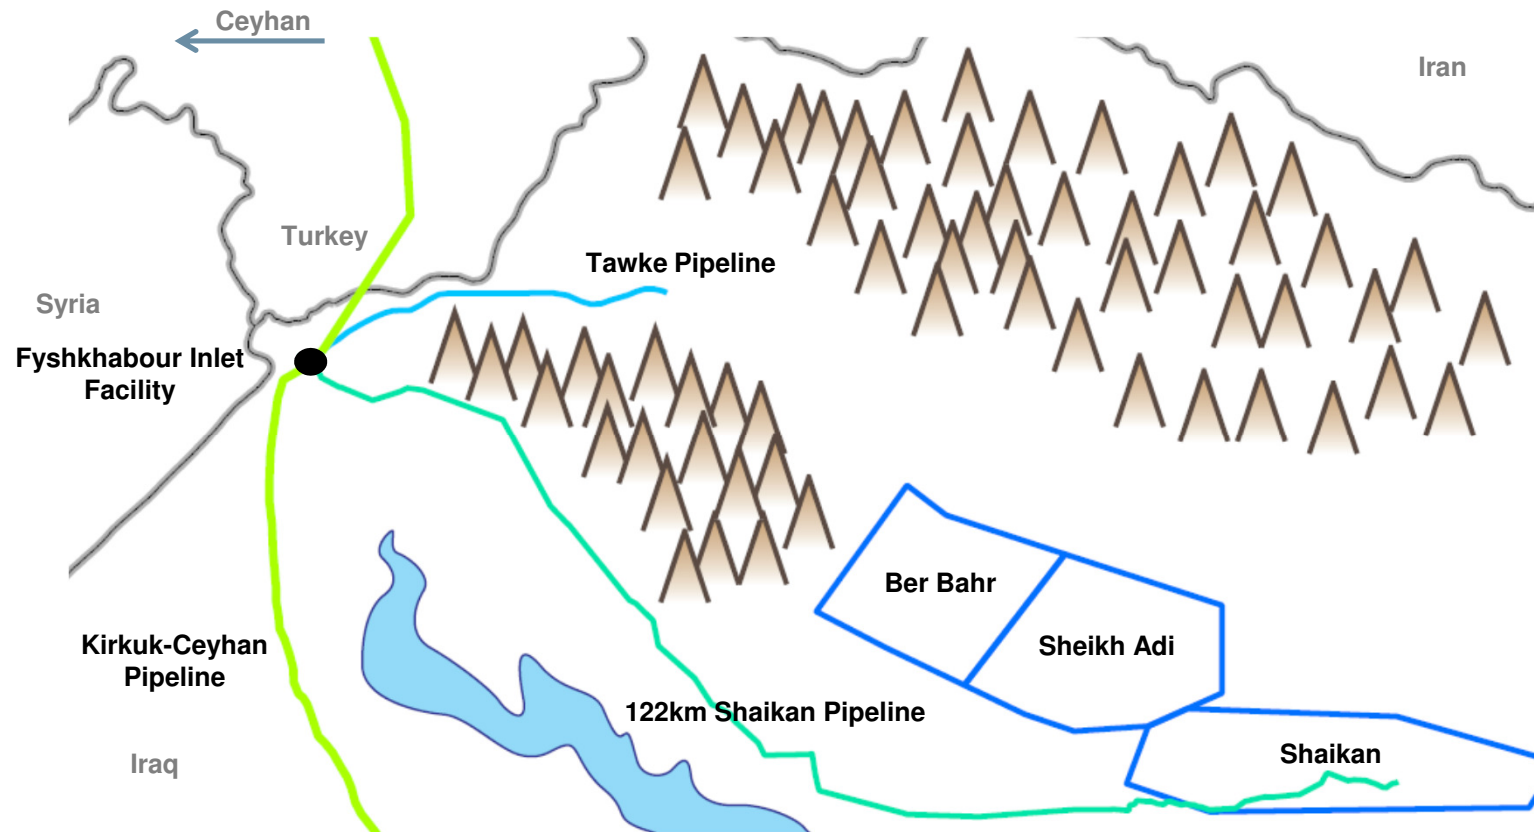 Ceyhan
Iran
Turkey
Tawke Pipeline
Syria
Fyshkhabour Inlet
Facility
Ber Bahr
Sheikh Adi
Kirkuk-Ceyhan
Pipeline
122km Shaikan Pipeline
Shaikan
Iraq